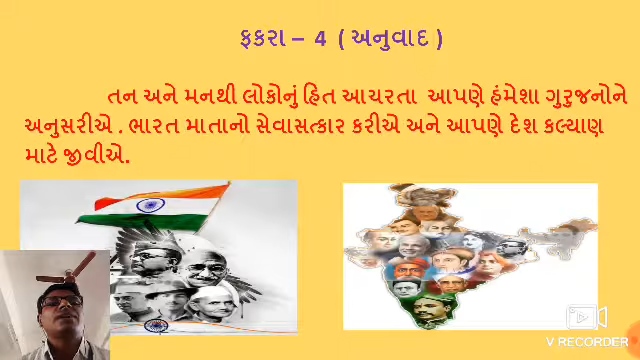 ફકરા – 4 ( અનુવાદ )
તન અને મનથી લોકોનું હિત આચરતા આપણે હંમેશા ગુરુજનોને
અનુસરીએ . ભારત માતાનો સેવાસત્કાર કરીએ અને આપણે દેશ કલ્યાણ
માટે જીવીએ.
V RECORDER